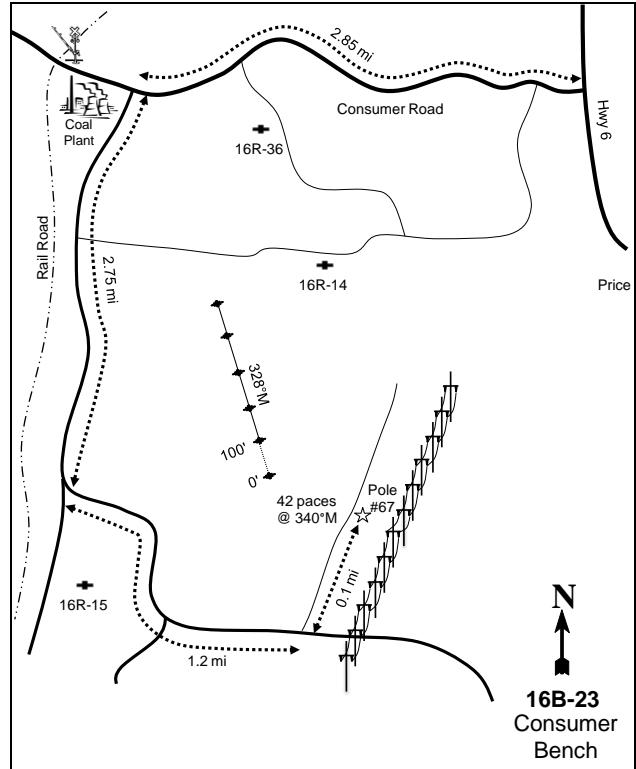 2.85 mi
Consumer Road
Hwy 6
Coal
Plant
16R-36
Rail Road
2.75 mi
16R-14
Price
328°M
100'
0'
42 paces
@ 340°M
Pole
#67
0.1 mi
16R-15
1.2 mi
N
16B-23
Consumer
Bench